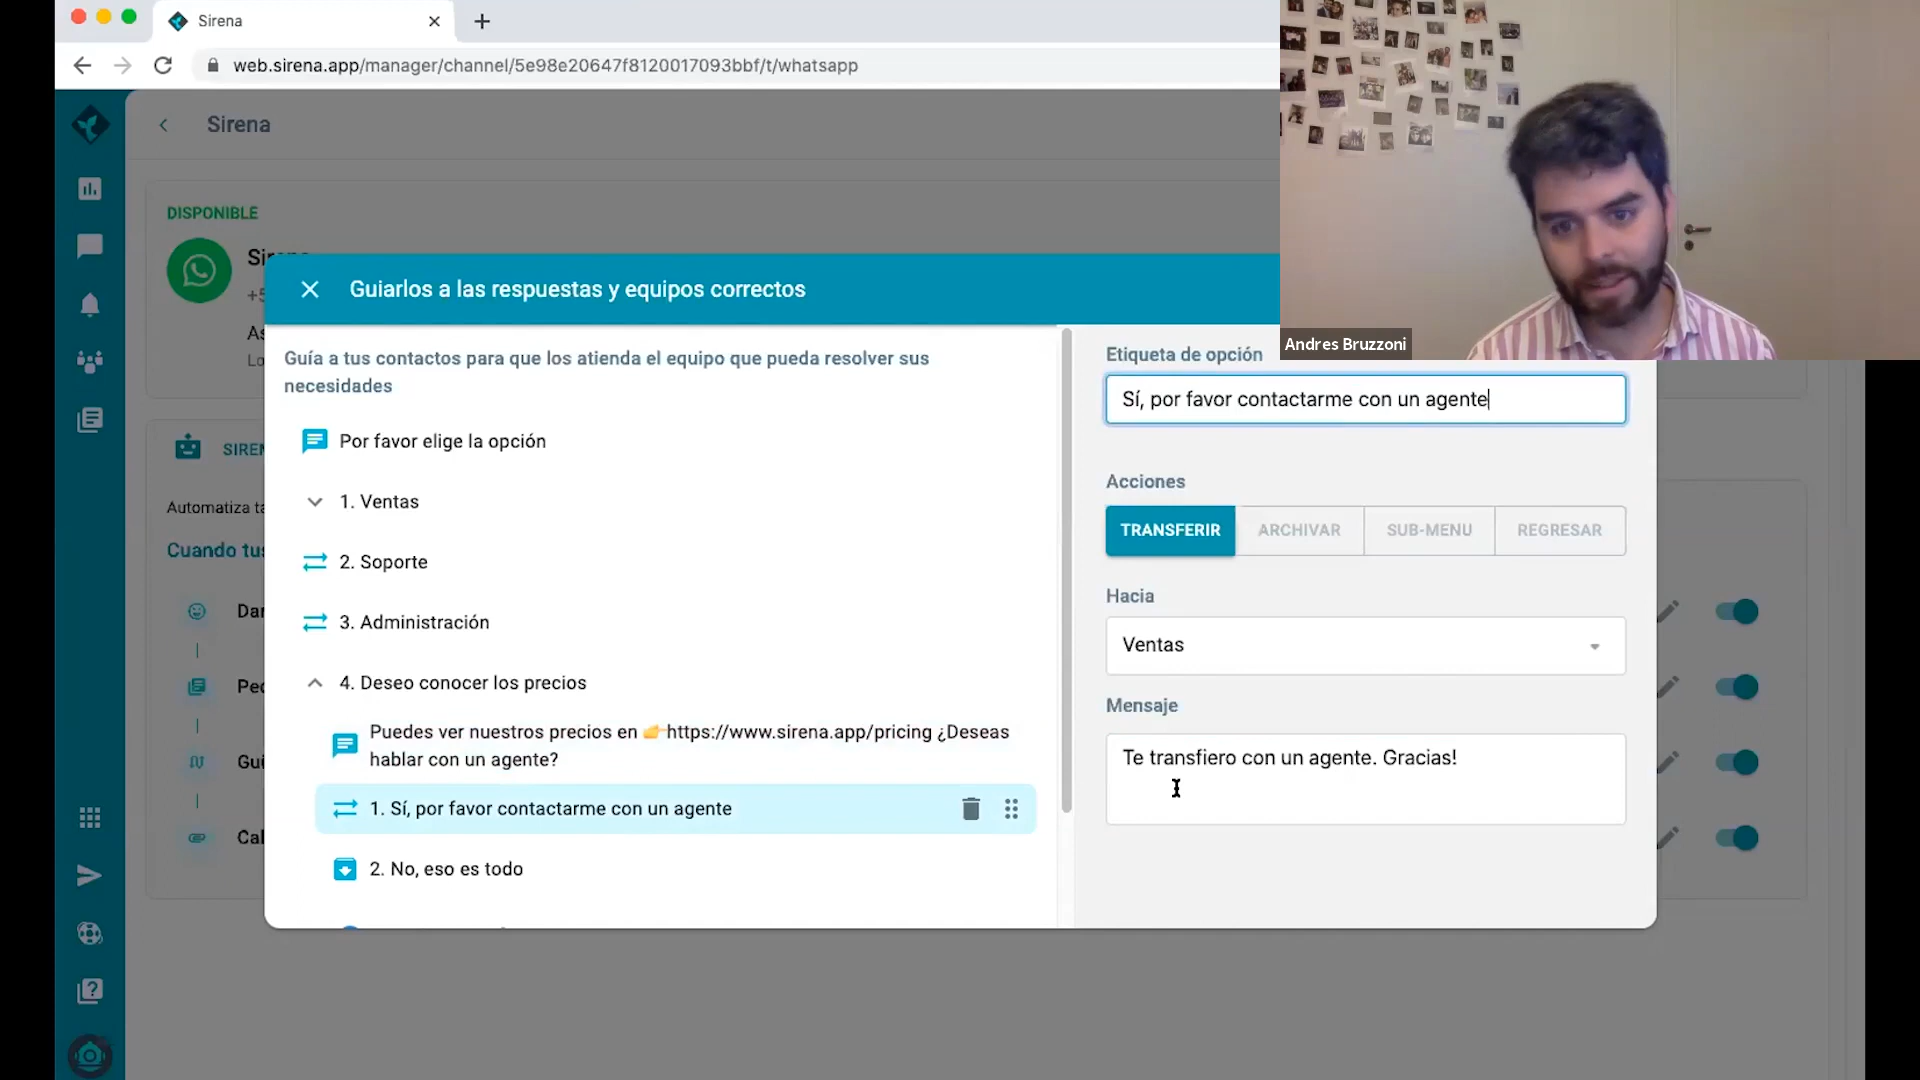 Sirena
web.sirena.app/manager/channel/5e98e20647f8120017093bbf/t/whatsapp
Sirena
DISPONIBLE
Andres Bruzzoni
Guiarlos a las respuestas y equipos correctos
Guía a tus contactos para que los atienda el equipo que pueda resolver sus
necesidades
Por favor elige la opción
1. Ventas
2. Soporte
3. Administración
4. Deseo conocer los precios
Puedes ver nuestros precios en 👉https://www.sirena.app/pricing ¿Deseas
hablar con un agente?
1. Sí, por favor contactarme con un agente
2. No, eso es todo
Etiqueta de opción
Sí, por favor contactarme con un agente
Acciones
TRANSFERIR
ARCHIVAR
SUB-MENU
REGRESAR
Hacia
Ventas
Mensaje
Te transfiero con un agente. Gracias!
Automatiza